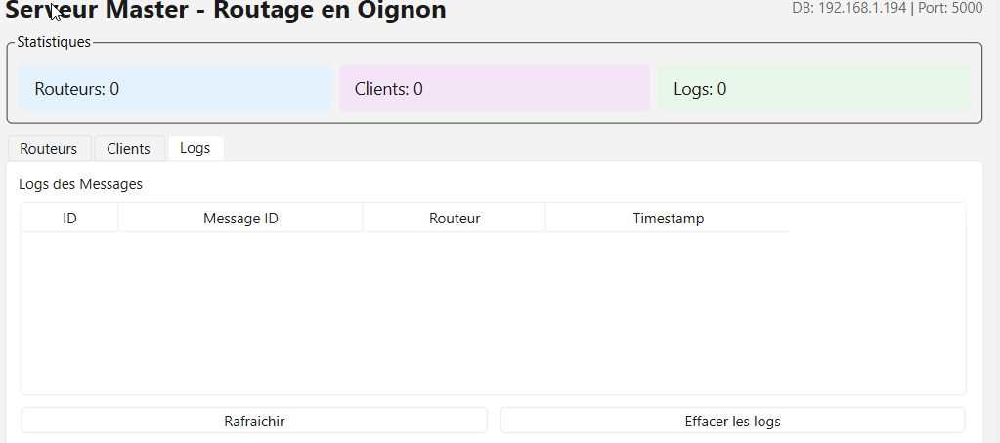 Serveur Master - Routage en Oignon
DB: 192.168.1.194 | Port: 5000
Statistiques
Routeurs: 0
Clients: 0
Logs: 0
Routeurs
Clients
Logs
Logs des Messages
ID
Message ID
Routeur
Timestamp
Rafraichir
Effacer les logs